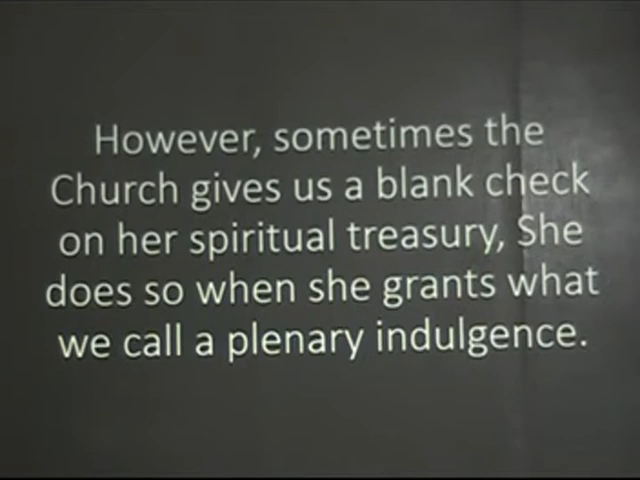 However, sometimes the
Church gives us a blank check
on her spiritual treasury, She
does so when she grants what
we call a plenary indulgence.